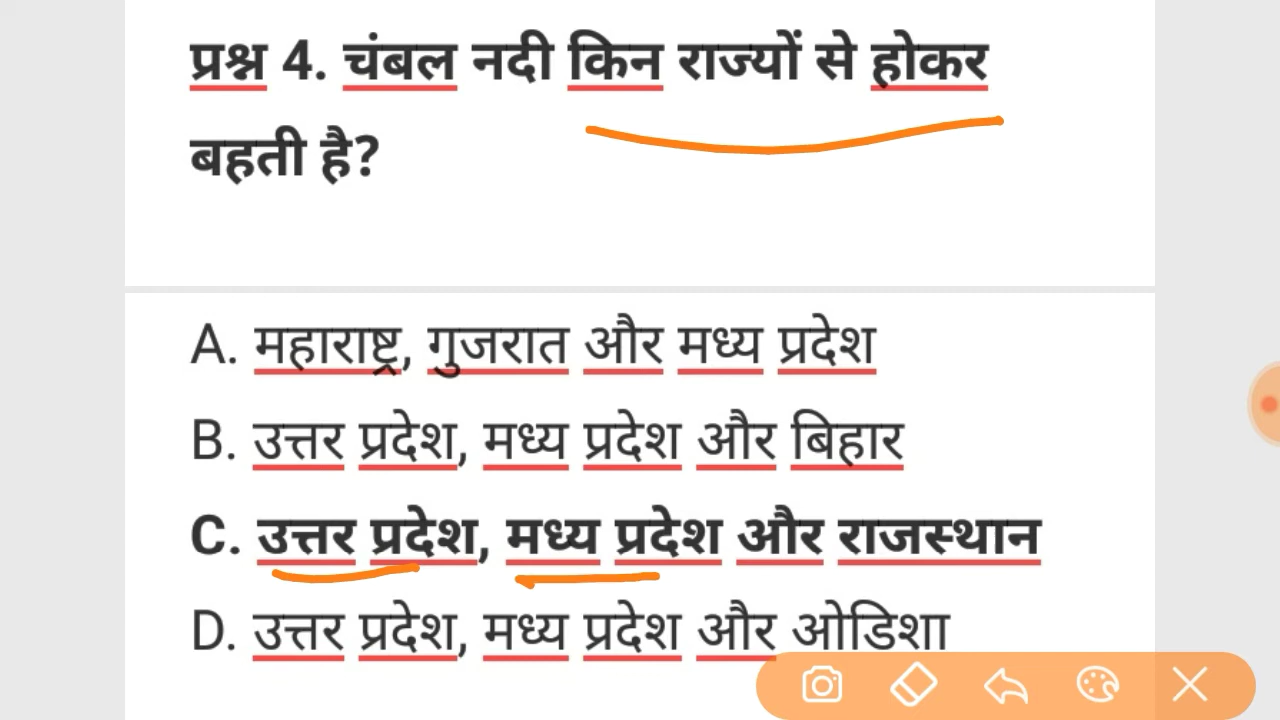 प्रश्न 4. चंबल नदी किन राज्यों से होकर
बहती है?
A. महाराष्ट्र, गुजरात और मध्य प्रदेश
B. उत्तर प्रदेश, मध्य प्रदेश और बिहार
C. उत्तर प्रदेश, मध्य प्रदेश और राजस्थान
D. उत्तर प्रदेश, मध्य प्रदेश और ओडिशा